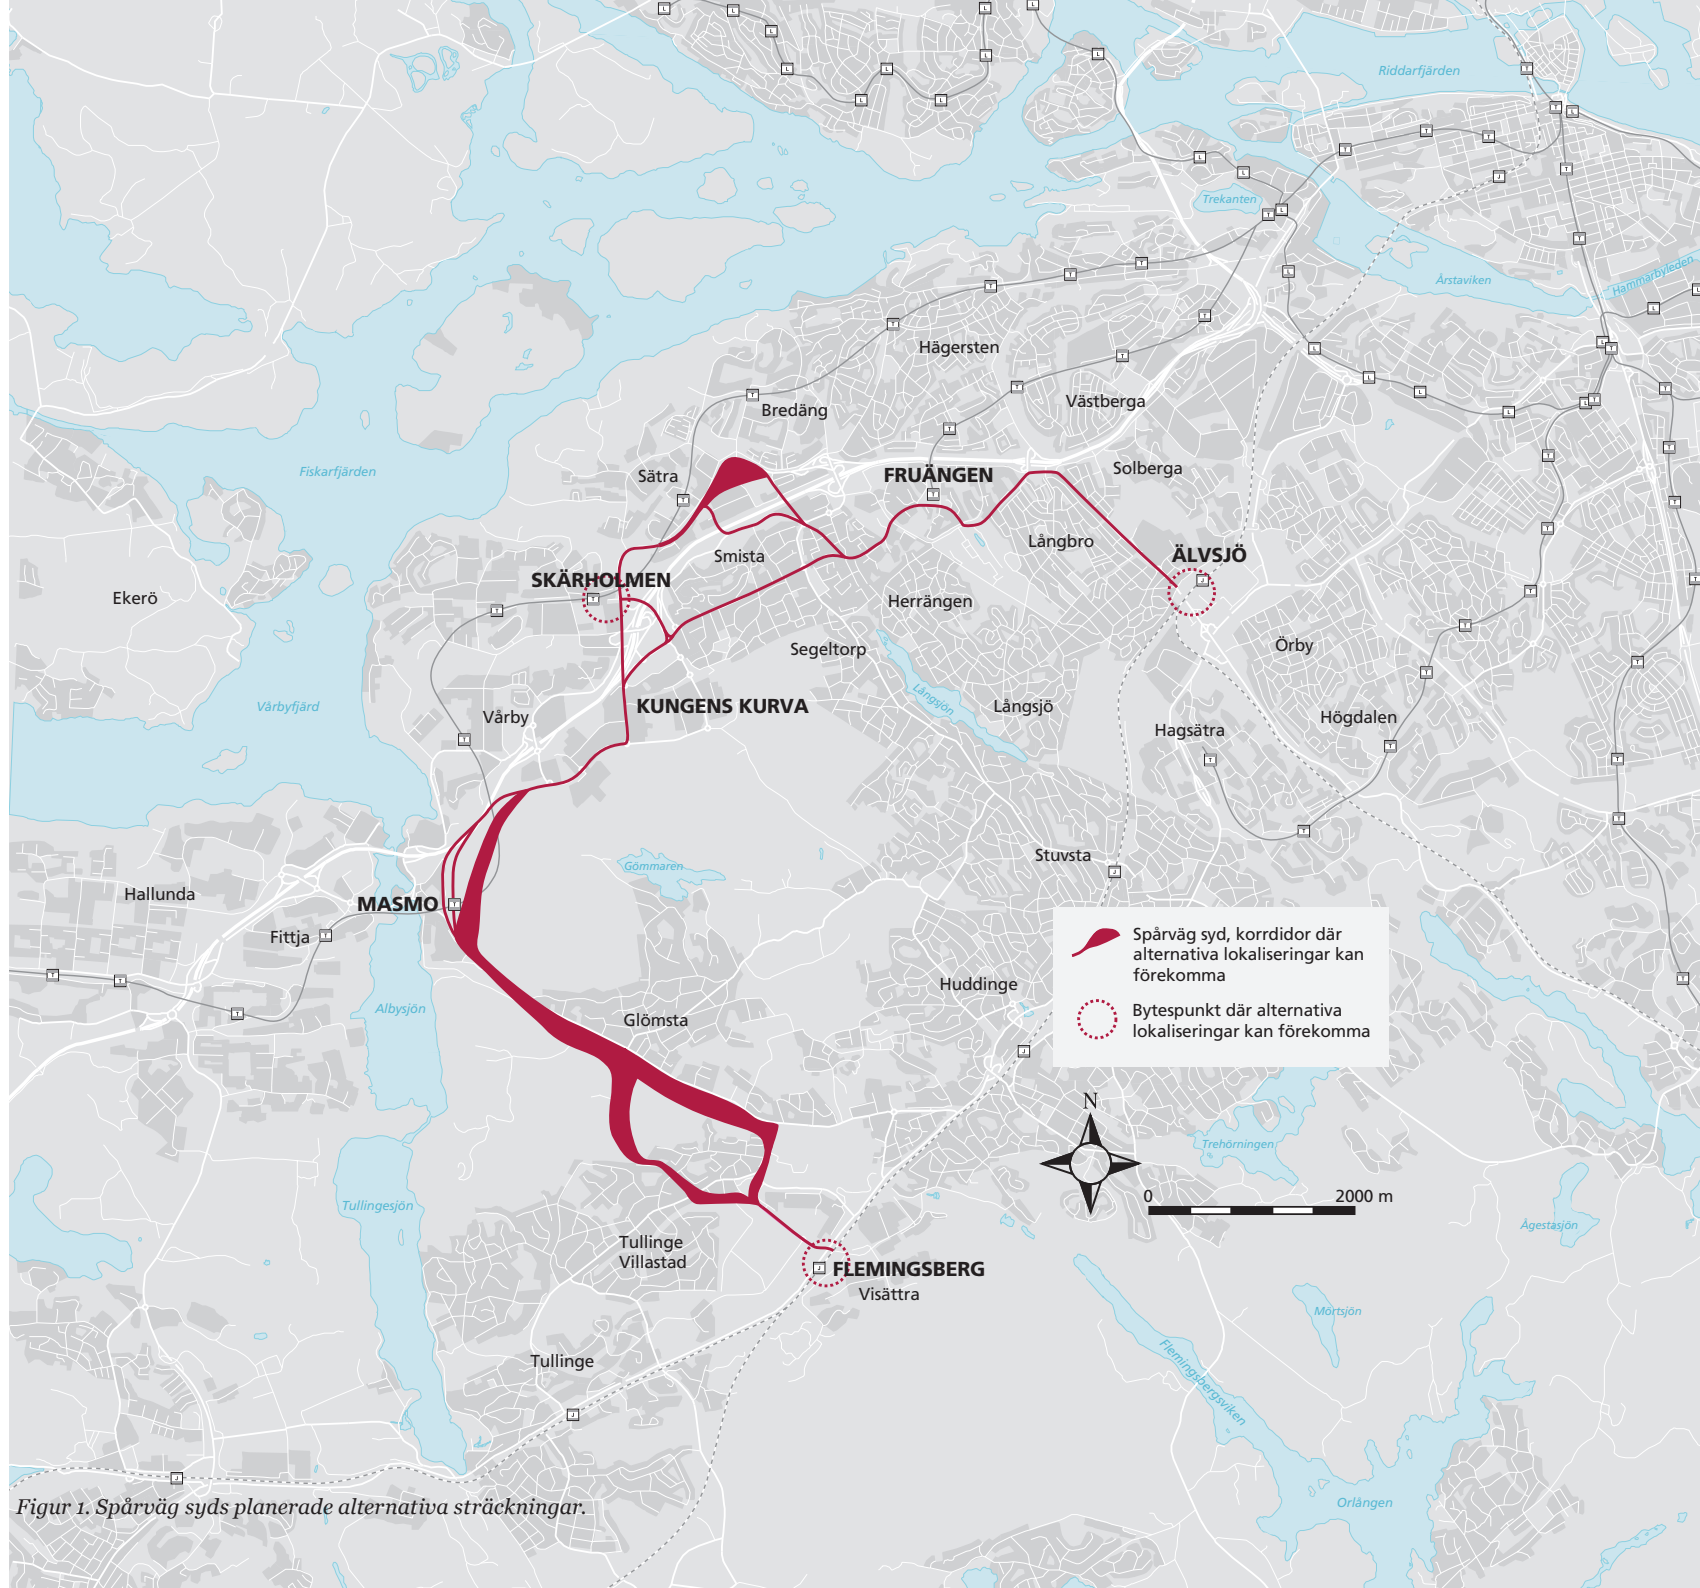 Riddarfjärden
Trekanten
Årstaviken
Hammarbyleden
Hägersten
Västberga
Bredäng
Fiskarfjärden
Sätra
FRUÄNGEN
Solberga
Långbro
ÄLVSJÖ
Smista
SKÄRHOLMEN
Ekerö
Herrängen
Örby
Segeltorp
Långsjön
Vårbyfjärd
KUNGENS KURVA
Långsjö
Vårby
Högdalen
Hagsätra
Stuvsta
Gömmaren
Hallunda
MASMO
Fittja
Spårväg syd, korrdidor där
alternativa lokaliseringar kan
förekomma
Huddinge
Albysjön
Glömsta
Bytespunkt där alternativa
lokaliseringar kan förekomma
N
Trehörningen
0 2000 m
Tullingesjön
Ågestasjön
Tullinge
Villastad
FLEMINGSBERG
Visättra
Mörtsjön
Tullinge
Flemingsbergsviken
Orlången
Figur 1. Spårväg syds planerade alternativa sträckningar.